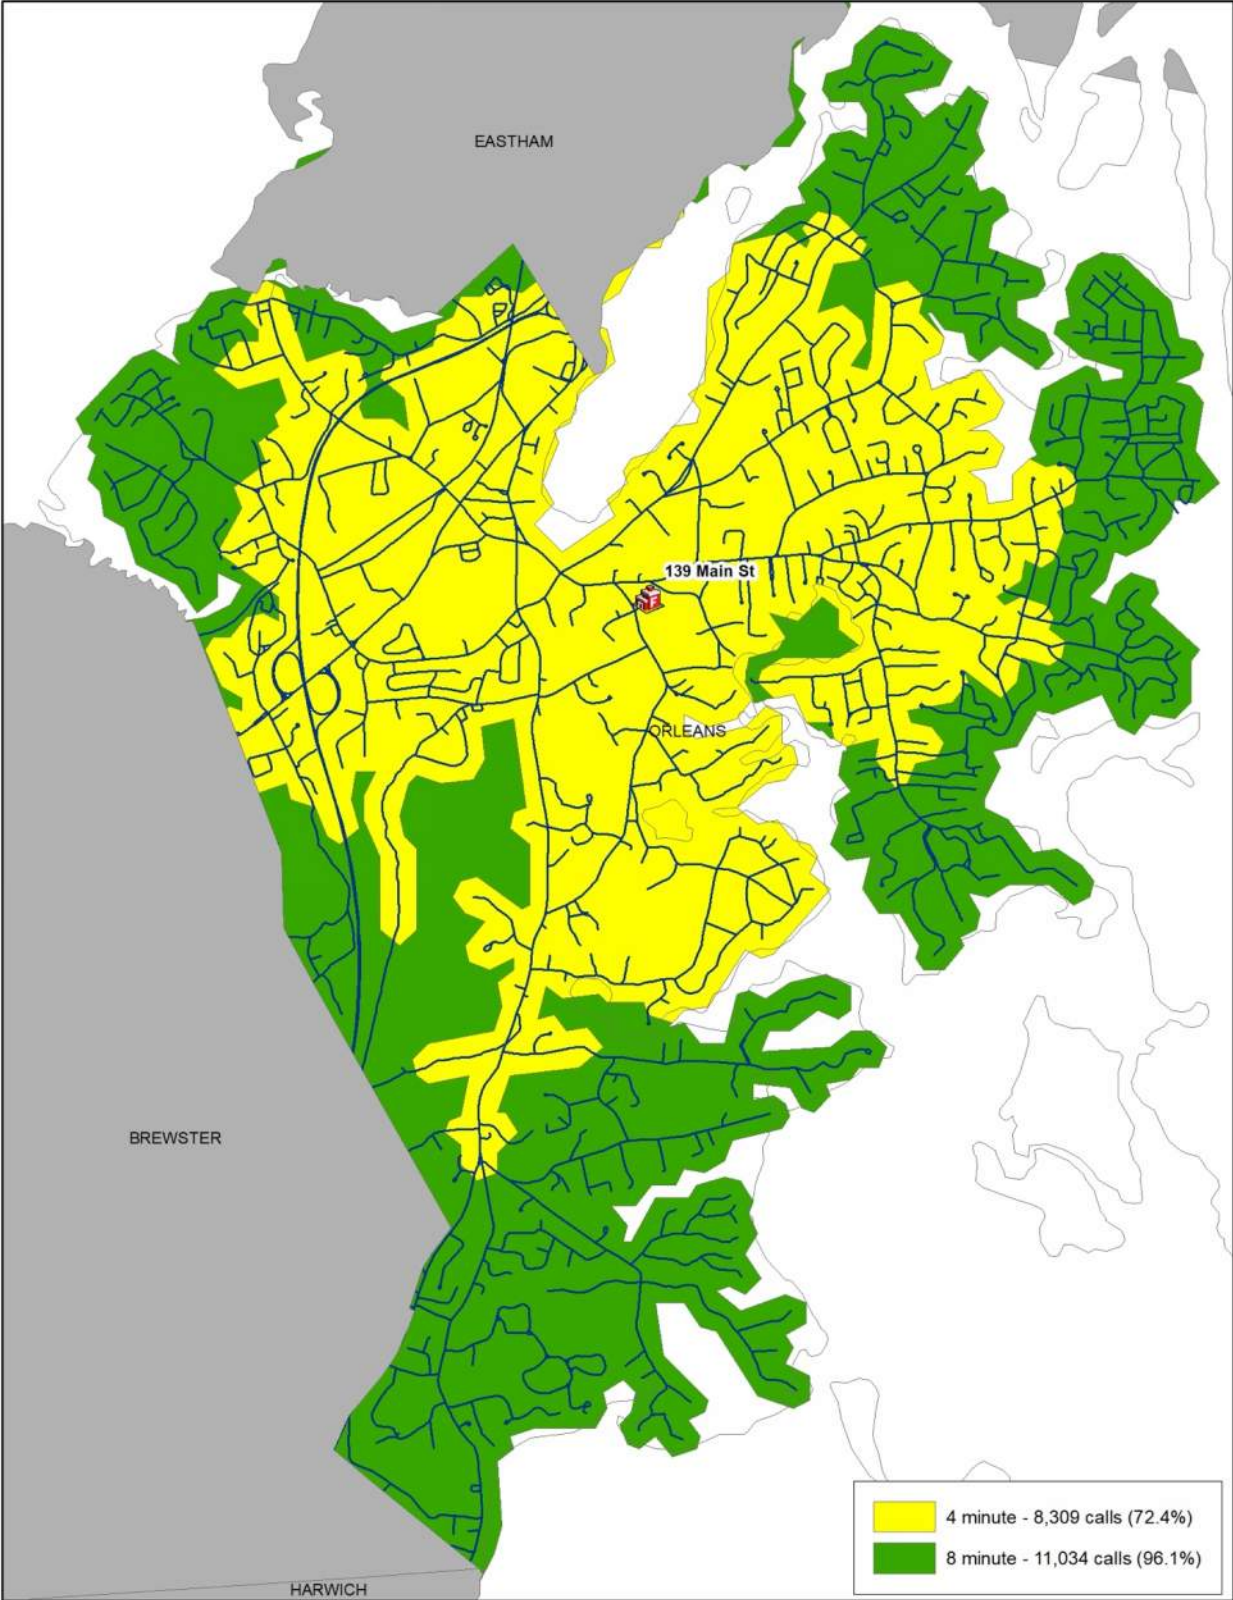 EASTHAM
139 Main St
ORLEANS
BREWSTER
4 minute - 8,309 calls (72.4%)
8 minute - 11,034 calls (96.1%)
HARWICH